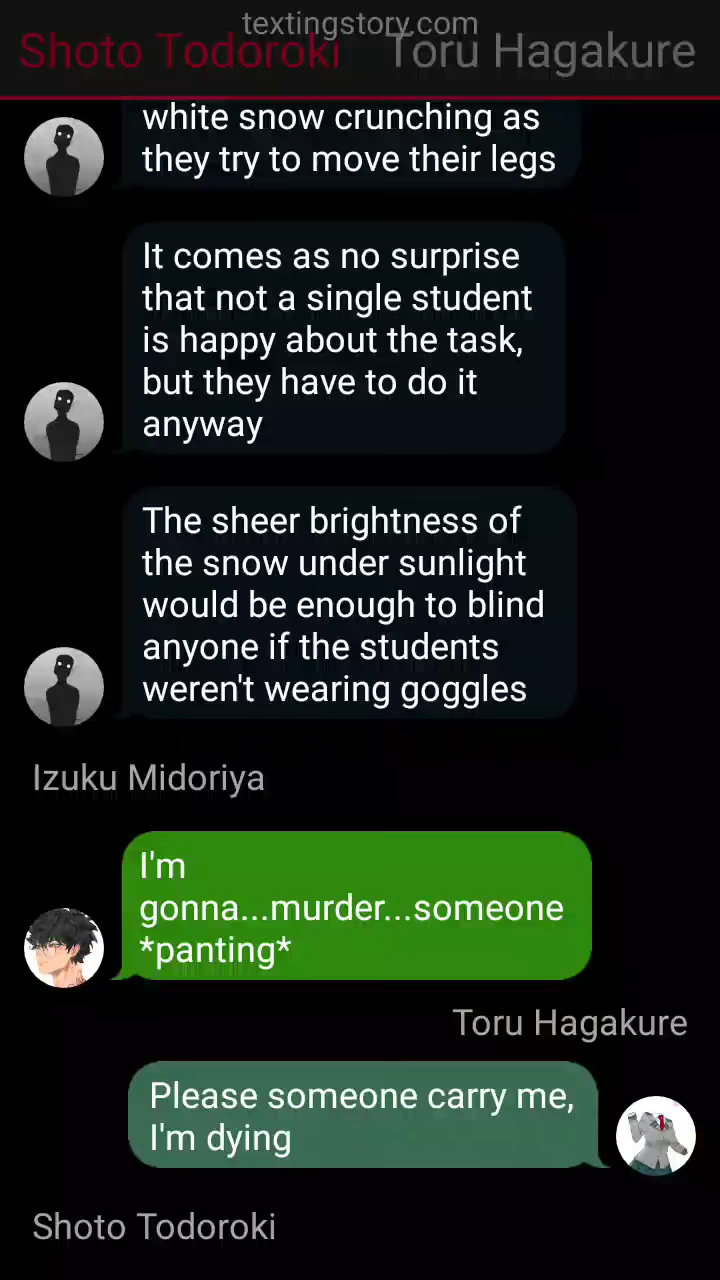 textingstory.com
Shoto Todoroki Toru Hagakure
white snow crunching as
they try to move their legs
It comes as no surprise
that not a single student
is happy about the task,
but they have to do it
anyway
The sheer brightness of
the snow under sunlight
would be enough to blind
anyone if the students
weren't wearing goggles
Izuku Midoriya
I'm
gonna...murder...someone
*panting*
Toru Hagakure
Please someone carry me,
I'm dying
Shoto Todoroki